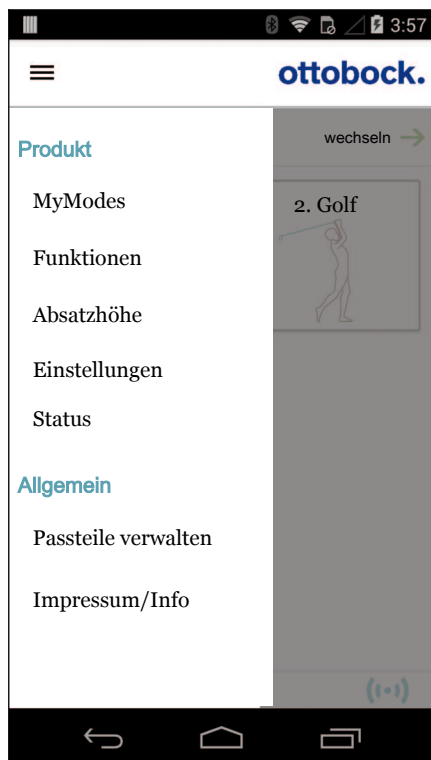 3:57
ottobock.
Produkt
wechseln
MyModes
2. Golf
Funktionen
Absatzhöhe
Einstellungen
Status
Allgemein
Passteile verwalten
Impressum/Info